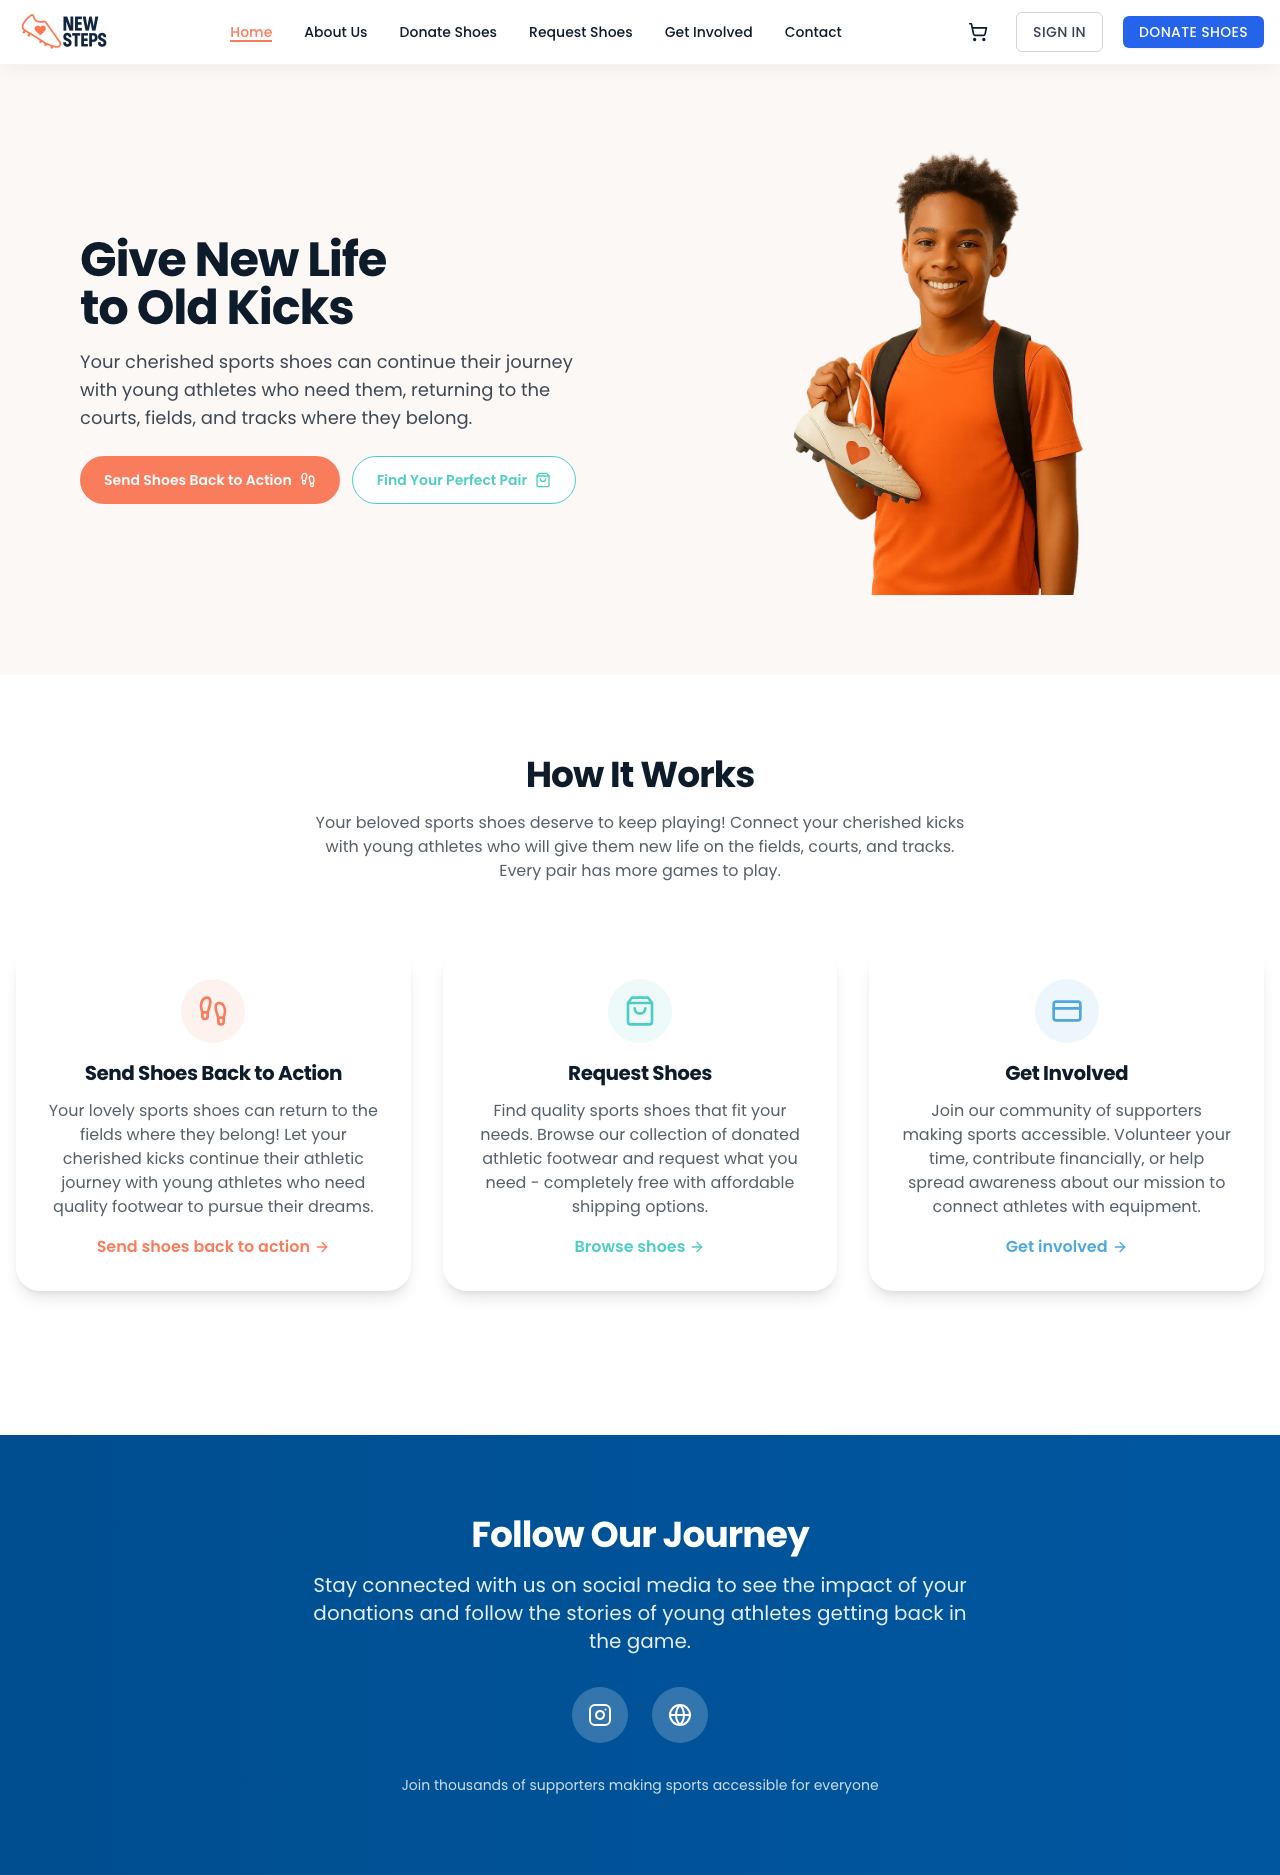 NEW
STEPS
Home
About Us
Donate Shoes
Request Shoes
Get Involved
Contact
SIGN IN
DONATE SHOES
Give New Life
to Old Kicks
Your cherished sports shoes can continue their journey
with young athletes who need them, returning to the
courts, fields, and tracks where they belong.
Send Shoes Back to Action
Find Your Perfect Pair
How It Works
Your beloved sports shoes deserve to keep playing! Connect your cherished kicks
with young athletes who will give them new life on the fields, courts, and tracks.
Every pair has more games to play.
Send Shoes Back to Action
Your lovely sports shoes can return to the
fields where they belong! Let your
cherished kicks continue their athletic
journey with young athletes who need
quality footwear to pursue their dreams.
Send shoes back to action →
Request Shoes
Find quality sports shoes that fit your
needs. Browse our collection of donated
athletic footwear and request what you
need - completely free with affordable
shipping options.
Browse shoes →
Get Involved
Join our community of supporters
making sports accessible. Volunteer your
time, contribute financially, or help
spread awareness about our mission to
connect athletes with equipment.
Get involved →
Follow Our Journey
Stay connected with us on social media to see the impact of your
donations and follow the stories of young athletes getting back in
the game.
Join thousands of supporters making sports accessible for everyone